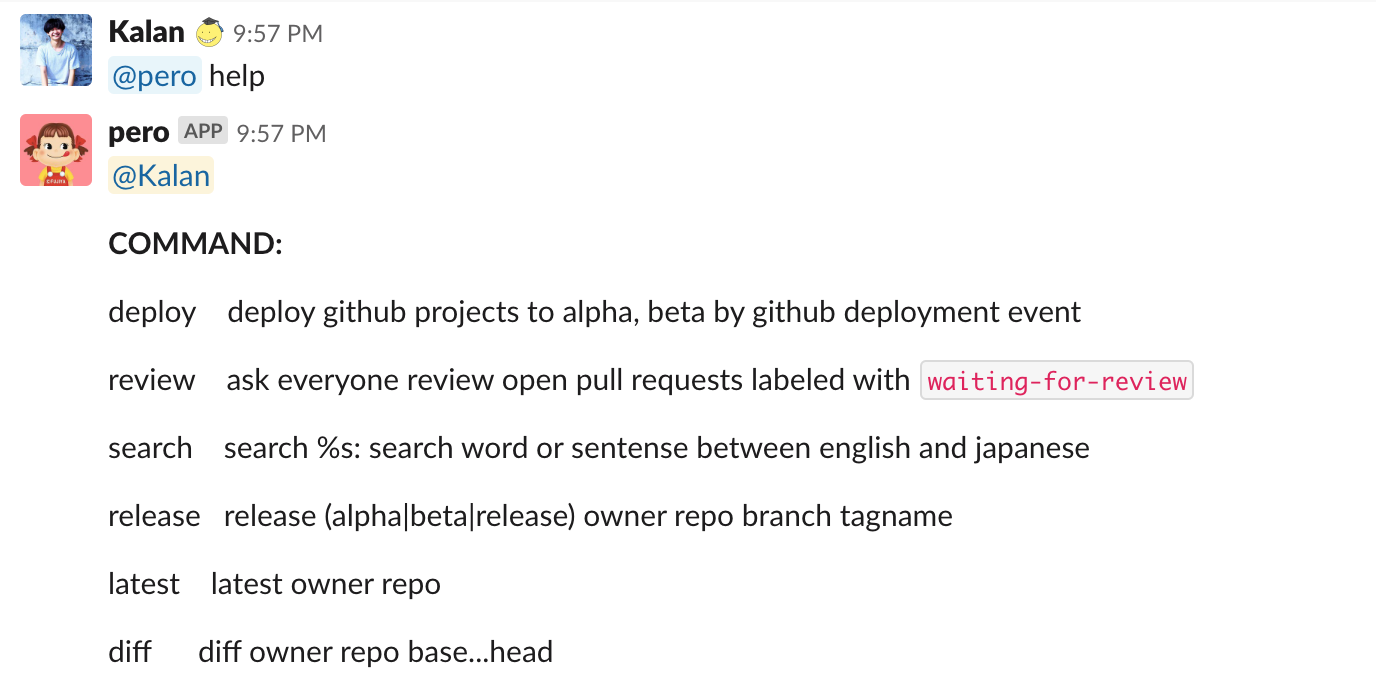 Kalan 9:57 PM
@pero help
pero APP 9:57 PM
@Kalan
COMMAND:
deploy deploy github projects to alpha, beta by github deployment event
review ask everyone review open pull requests labeled with waiting-for-review
search search %s: search word or sentense between english and japanese
release release (alpha|beta|release) owner repo branch tagname
latest latest owner repo
diff diff owner repo base...head